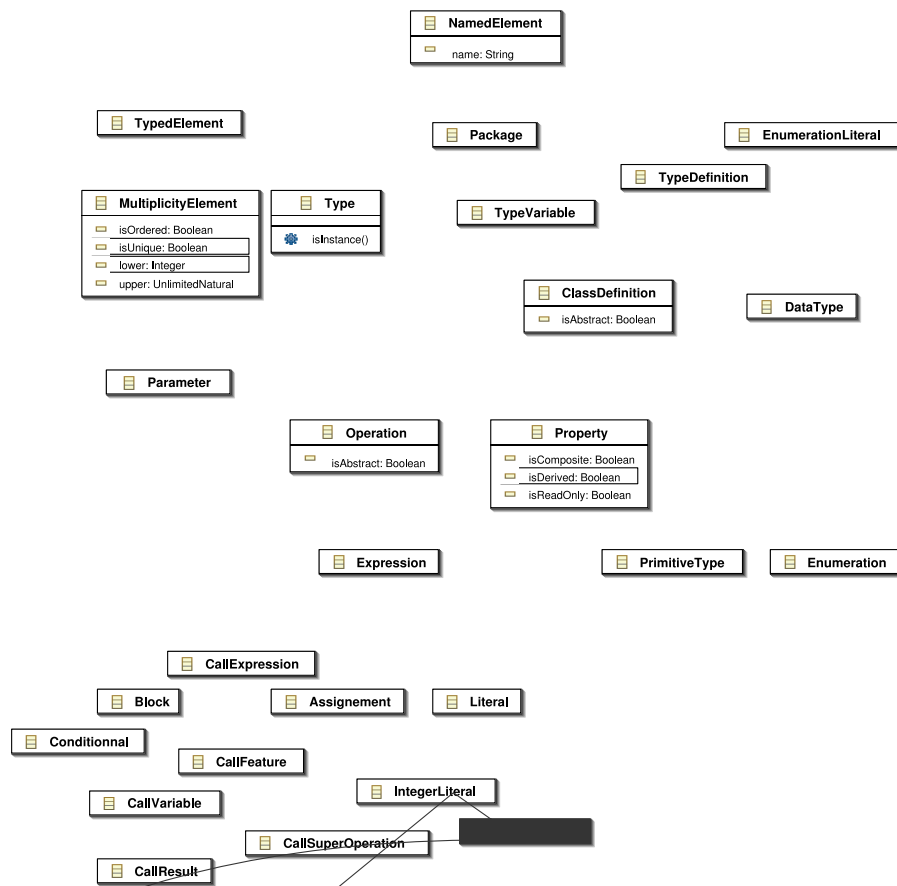 NamedElement
name: String
TypedElement
Package
EnumerationLiteral
TypeDefinition
MultiplicityElement
isOrdered: Boolean
isUnique: Boolean
lower: Integer
upper: UnlimitedNatural
Type
isInstance()
TypeVariable
ClassDefinition
isAbstract: Boolean
DataType
Parameter
Operation
isAbstract: Boolean
Property
isComposite: Boolean
isDerived: Boolean
isReadOnly: Boolean
Expression
PrimitiveType
Enumeration
CallExpression
Block
Assignement
Literal
Conditionnal
CallFeature
IntegerLiteral
CallVariable
CallSuperOperation
CallResult